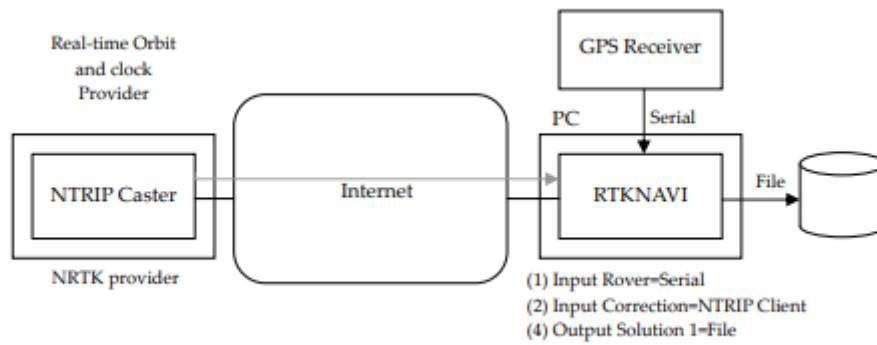 Real-time Orbit
and clock
Provider
NTRIP Caster
NRTK provider
Internet
GPS Receiver
Serial
PC
RTKNAVI
File
(1) Input Rover=Serial
(2) Input Correction=NTRIP Client
(4) Output Solution 1=File